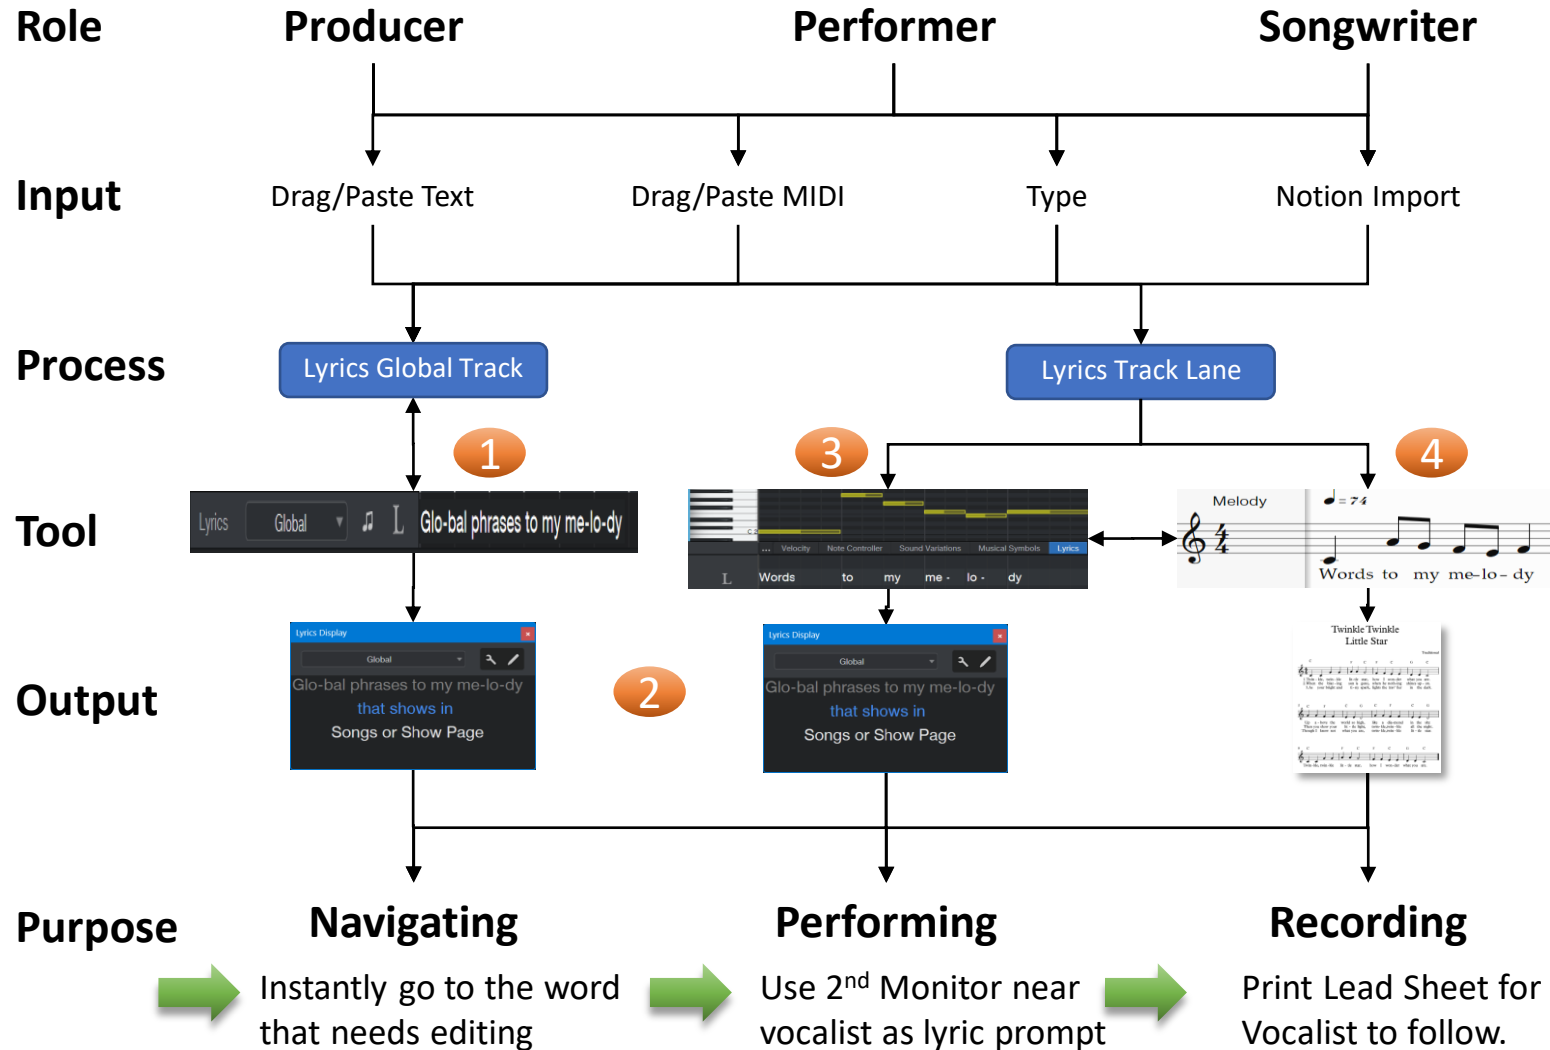 Role
Producer
Performer
Songwriter
Input
Drag/Paste Text
Drag/Paste MIDI
Type
Notion Import
Process
Lyrics Global Track
Lyrics Track Lane
1
3
4
Tool
Lyrics
Global
L
Glo-bal phrases to my me-lo-dy
C 2
... Velocity Note Controller Sound Variations Musical Symbols Lyrics
L Words to my me - lo - dy
Melody
= 74
4
4
Words to my me-lo-dy
Output
Lyrics Display
Global
Glo-bal phrases to my me-lo-dy
that shows in
Songs or Show Page
2
Lyrics Display
Global
Glo-bal phrases to my me-lo-dy
that shows in
Songs or Show Page
Twinkle Twinkle
Little Star
Traditional
Purpose
Navigating
Performing
Recording
Instantly go to the word
that needs editing
Use 2nd Monitor near
vocalist as lyric prompt
Print Lead Sheet for
Vocalist to follow.